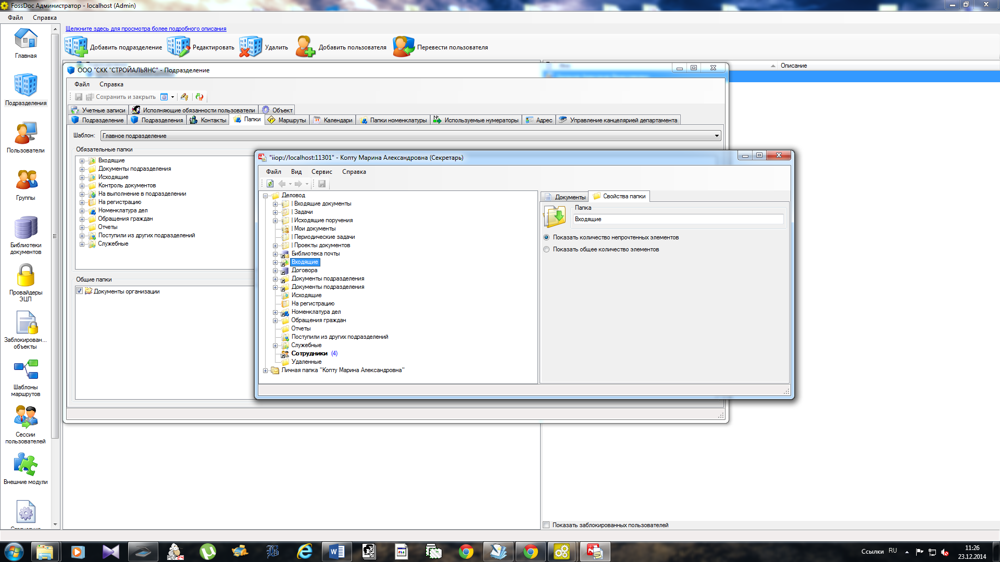 FossDoc Администратор - localhost (Admin)
Файл Справка
Щелкните здесь для просмотра более подробного описания
Добавить подразделение Редактировать Удалить Добавить пользователя Перевести пользователя
Главная
Подразделения
Пользователи
Группы
Библиотеки
документов
Провайдеры
ЭЦП
Заблокирован...
объекты
Шаблоны
маршрутов
Сессии
пользователей
Внешние модули
Описание
ООО "СКК "СТРОЙАЛЬЯНС" - Подразделение
Файл Справка
Сохранить и закрыть
Учетные записи Исполняющие обязанности пользователи Объект
Подразделение Подразделения Контакты Папки Маршруты Календари Папки номенклатуры Используемые нумераторы Адрес Управление канцелярией департамента
Шаблон: Главное подразделение
Обязательные папки
Входящие
Документы подразделения
Исходящие
Контроль документов
На выполнение в подразделении
На регистрацию
Номенклатура дел
Обращения граждан
Отчеты
Поступили из других подразделений
Служебные
Общие папки
Документы организации
"iiop://localhost:11301" - Копту Марина Александровна (Секретарь)
Файл Вид Сервис Справка
Деловод
| Входящие документы
| Задачи
| Исходящие поручения
| Мои документы
| Периодические задачи
| Проекты документов
Библиотека почты
Входящие
Договора
Документы подразделения
Документы подразделения
Исходящие
На регистрацию
Номенклатура дел
Обращения граждан
Отчеты
Поступили из других подразделений
Служебные
Сотрудники (4)
Удаленные
Личная папка "Копту Марина Александровна"
Документы Свойства папки
Папка
Входящие
Показать количество непрочтенных элементов
Показать общее количество элементов
Показать заблокированных пользователей
PDF24
Ссылки RU
11:26
23.12.2014